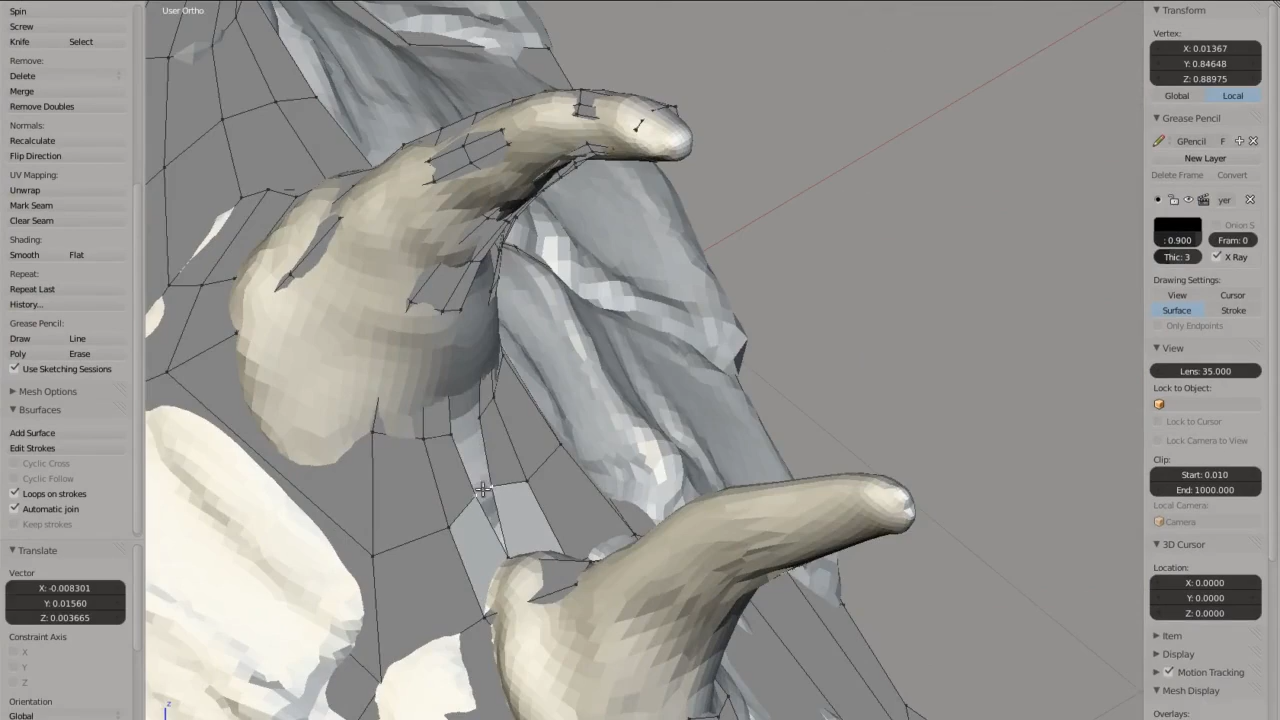 Spin
Screw
Knife Select
Remove:
Delete
Merge
Remove Doubles
Normals:
Recalculate
Flip Direction
UV Mapping:
Unwrap
Mark Seam
Clear Seam
Shading:
Smooth Flat
Repeat:
Repeat Last
History...
Grease Pencil:
Draw Line
Poly Erase
Use Sketching Sessions
Mesh Options
Bsurfaces
Add Surface
Edit Strokes
Cyclic Cross
Cyclic Follow
Loops on strokes
Automatic join
Keep strokes
Translate
Vector
X: -0.008301
Y: 0.01560
Z: 0.003665
Constraint Axis
X
Y
Z
Orientation
Global
User Ortho
z
Transform
Vertex:
X: 0.01367
Y: 0.84648
Z: 0.88975
Global Local
Grease Pencil
GPencil F
New Layer
Delete Frame Convert
yer
Onion S
: 0.900 Fram: 0
Thic: 3 X Ray
Drawing Settings:
View Cursor
Surface Stroke
Only Endpoints
View
Lens: 35.000
Lock to Object:
Lock to Cursor
Lock Camera to View
Clip:
Start: 0.010
End: 1000.000
Local Camera:
Camera
3D Cursor
Location:
X: 0.0000
Y: 0.0000
Z: 0.0000
Item
Display
Motion Tracking
Mesh Display
Overlays: